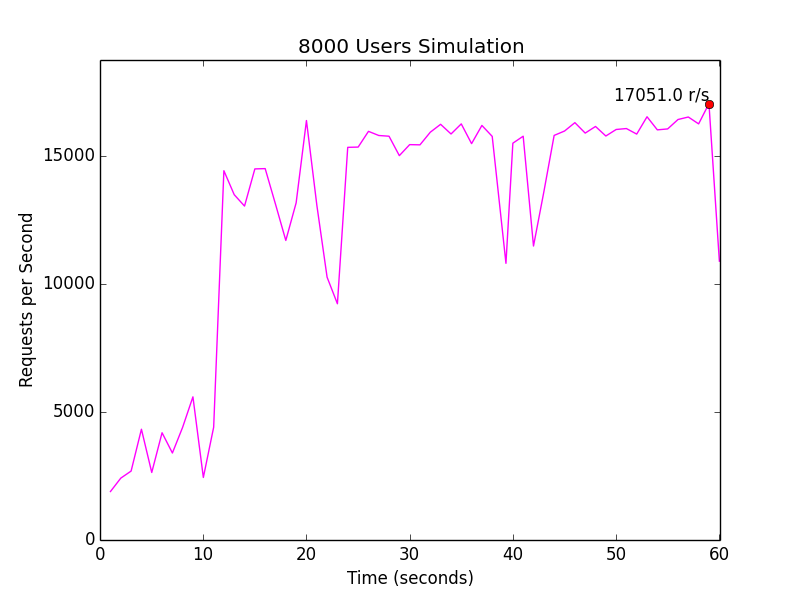 8000 Users Simulation
17051.0 r/s
Requests per Second
15000
10000
5000
0
0 10 20 30 40 50 60
Time (seconds)